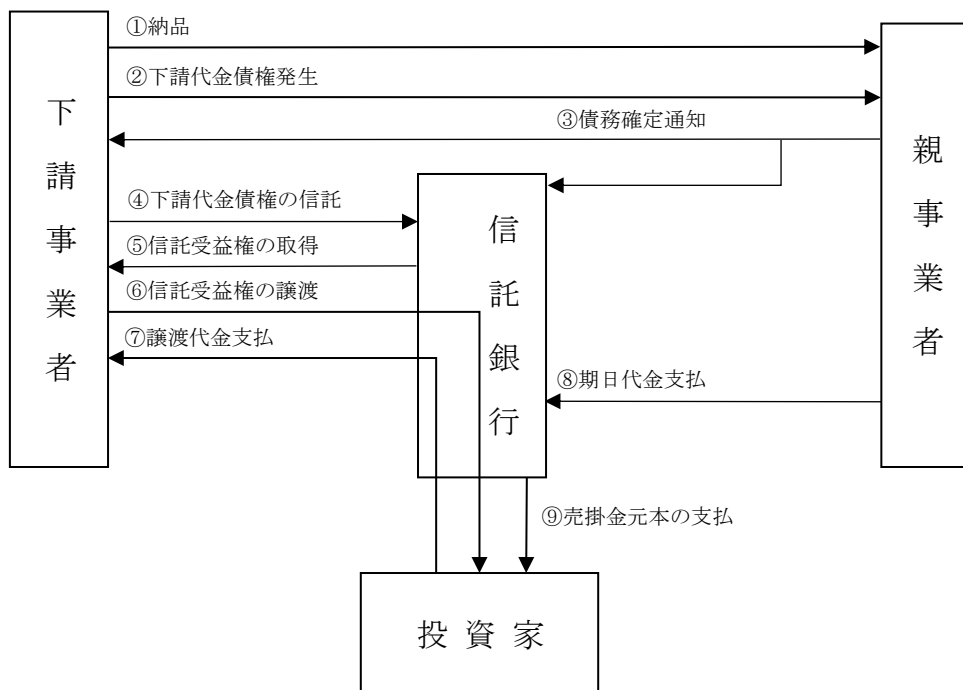 ①納品
②下請代金債権発生
③債務確定通知
下請事業者
親事業者
信託銀行
④下請代金債権の信託
⑤信託受益権の取得
⑥信託受益権の譲渡
⑦譲渡代金支払
⑧期日代金支払
⑨売掛金元本の支払
投資家